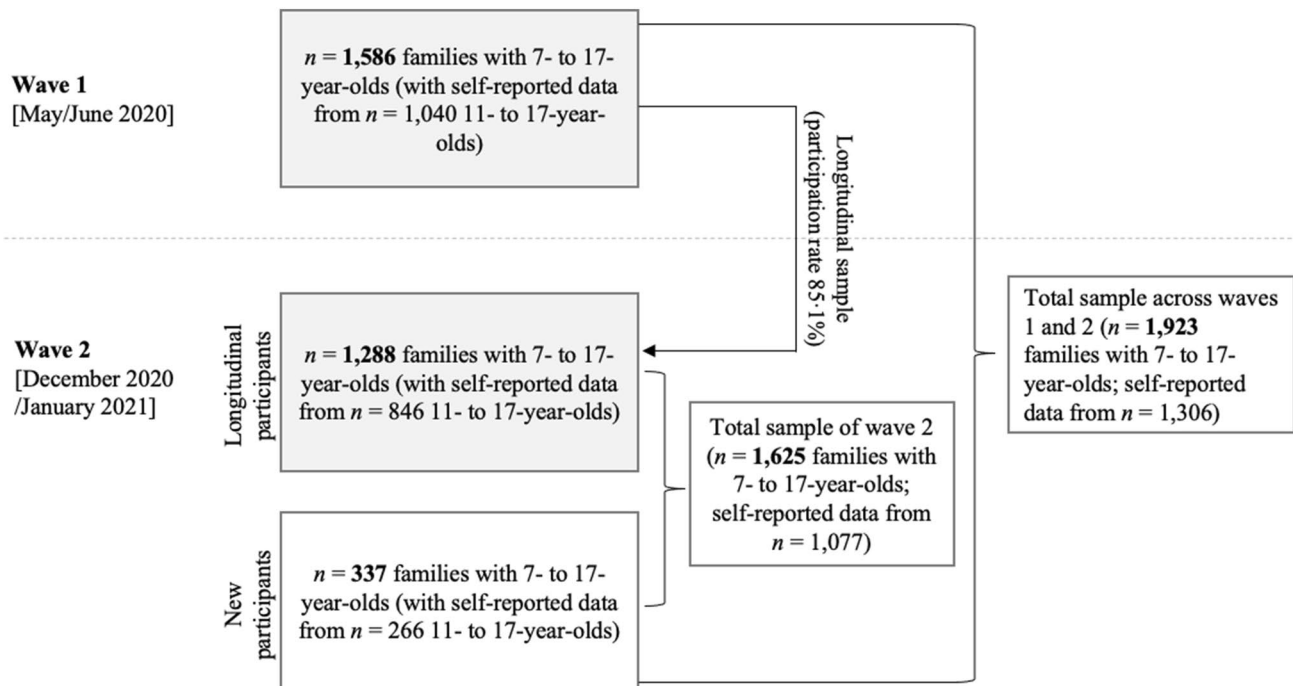 Wave 1
[May/June 2020]
n = 1,586 families with 7- to 17-
year-olds (with self-reported data
from n = 1,040 11- to 17-year-
olds)
Longitudinal sample
(participation rate 85·1%)
Wave 2
[December 2020
/January 2021]
Longitudinal
participants
n = 1,288 families with 7- to 17-
year-olds (with self-reported data
from n = 846 11- to 17-year-olds)
New
participants
n = 337 families with 7- to 17-
year-olds (with self-reported data
from n = 266 11- to 17-year-olds)
Total sample of wave 2
(n = 1,625 families with
7- to 17-year-olds;
self-reported data from
n = 1,077)
Total sample across waves
1 and 2 (n = 1,923
families with 7- to 17-
year-olds; self-reported
data from n = 1,306)